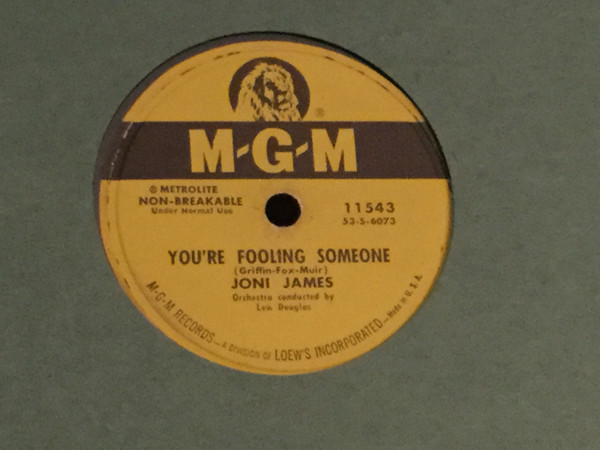 ®
M-G-M
® METROLITE
NON-BREAKABLE
Under Normal Use
11543
53-S-6073
YOU'RE FOOLING SOMEONE
(Griffin-Fox-Muir)
JONI JAMES
Orchestra conducted by
Lew Douglas
M-G-M RECORDS — A DIVISION OF LOEW'S INCORPORATED — Made in U.S.A.